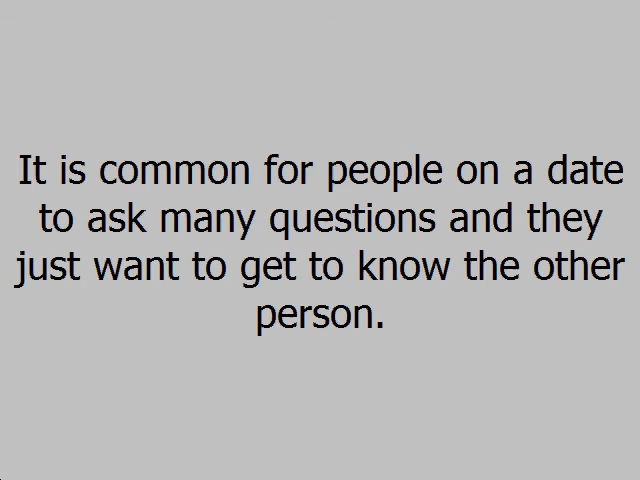 It is common for people on a date
to ask many questions and they
just want to get to know the other
person.